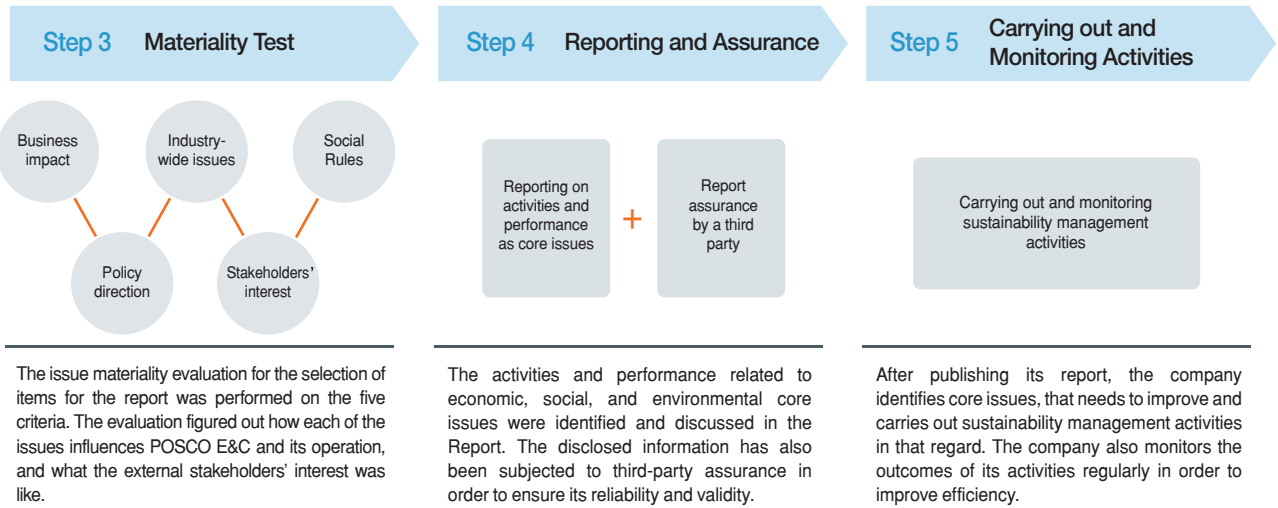 Step 3 Materiality Test
Business
impact
Industry-
wide issues
Social
Rules
Policy
direction
Stakeholders'
interest
The issue materiality evaluation for the selection of
items for the report was performed on the five
criteria. The evaluation figured out how each of the
issues influences POSCO E&C and its operation,
and what the external stakeholders' interest was
like.
Step 4 Reporting and Assurance
Reporting on
activities and
performance
as core issues
+
Report
assurance
by a third
party
The activities and performance related to
economic, social, and environmental core
issues were identified and discussed in the
Report. The disclosed information has also
been subjected to third-party assurance in
order to ensure its reliability and validity.
Step 5 Carrying out and
Monitoring Activities
Carrying out and monitoring
sustainability management
activities
After publishing its report, the company
identifies core issues, that needs to improve and
carries out sustainability management activities
in that regard. The company also monitors the
outcomes of its activities regularly in order to
improve efficiency.